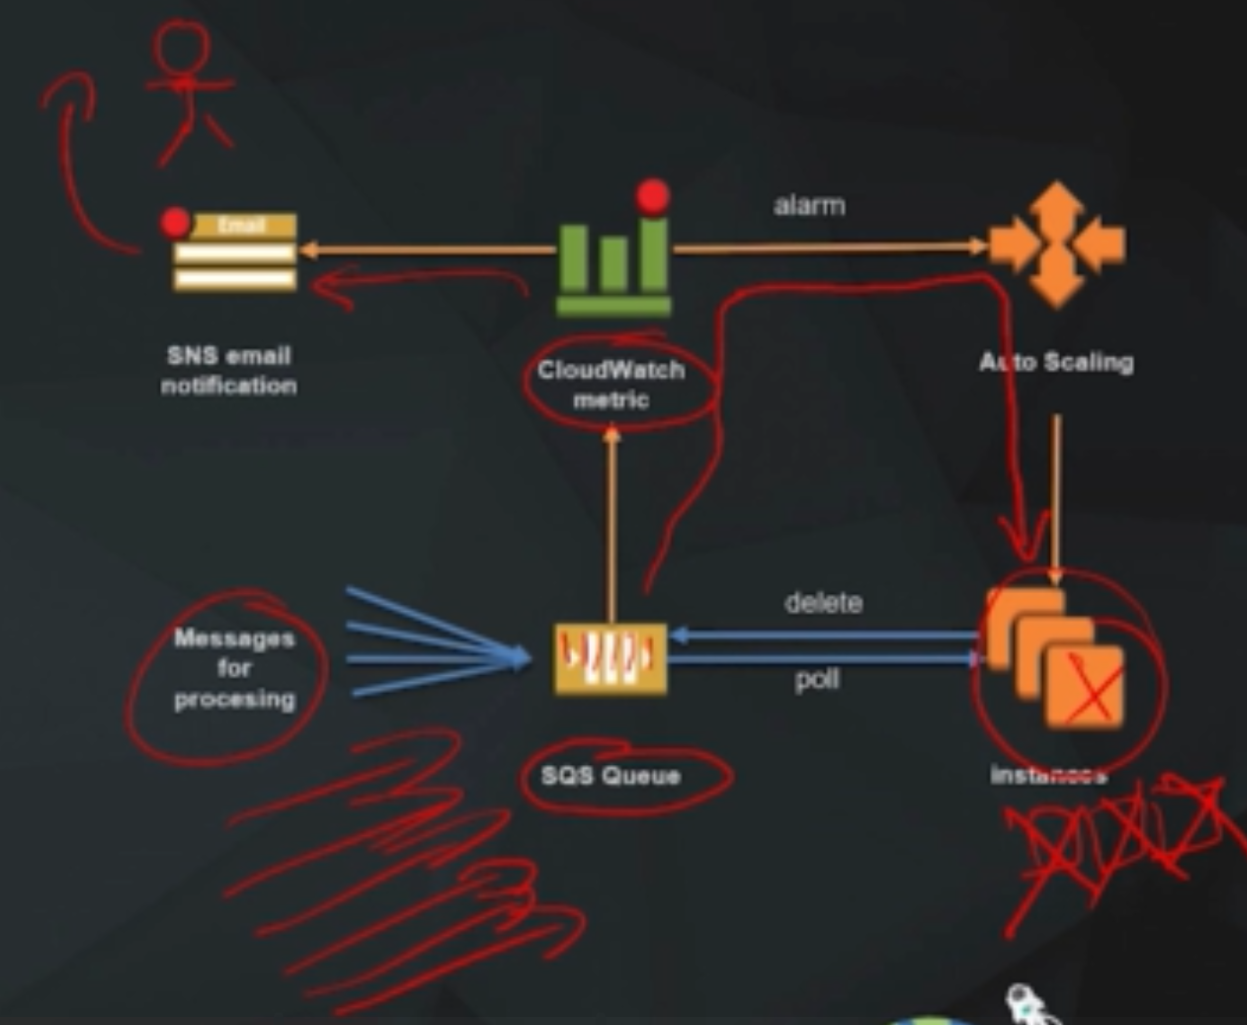 Email
alarm
SNS email
notification
CloudWatch
metric
Auto Scaling
Messages
for
procesing
delete
poll
SQS Queue
instances